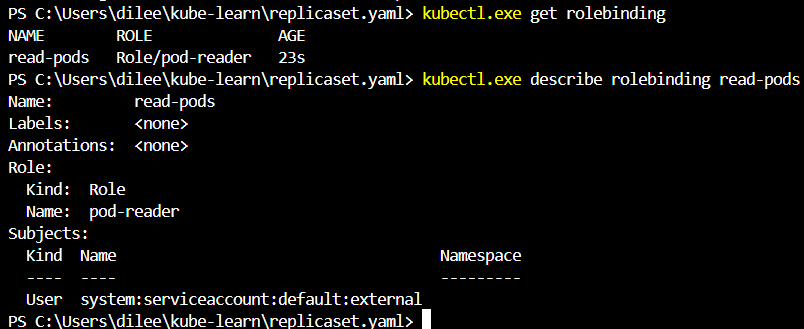 PS C:\Users\dilee\kube-learn\replicaset.yaml> kubectl.exe get rolebinding
NAME        ROLE              AGE
read-pods   Role/pod-reader   23s
PS C:\Users\dilee\kube-learn\replicaset.yaml> kubectl.exe describe rolebinding read-pods
Name:         read-pods
Labels:       <none>
Annotations:  <none>
Role:
  Kind:  Role
  Name:  pod-reader
Subjects:
  Kind  Name                                    Namespace
  ----  ----                                    ---------
  User  system:serviceaccount:default:external
PS C:\Users\dilee\kube-learn\replicaset.yaml>